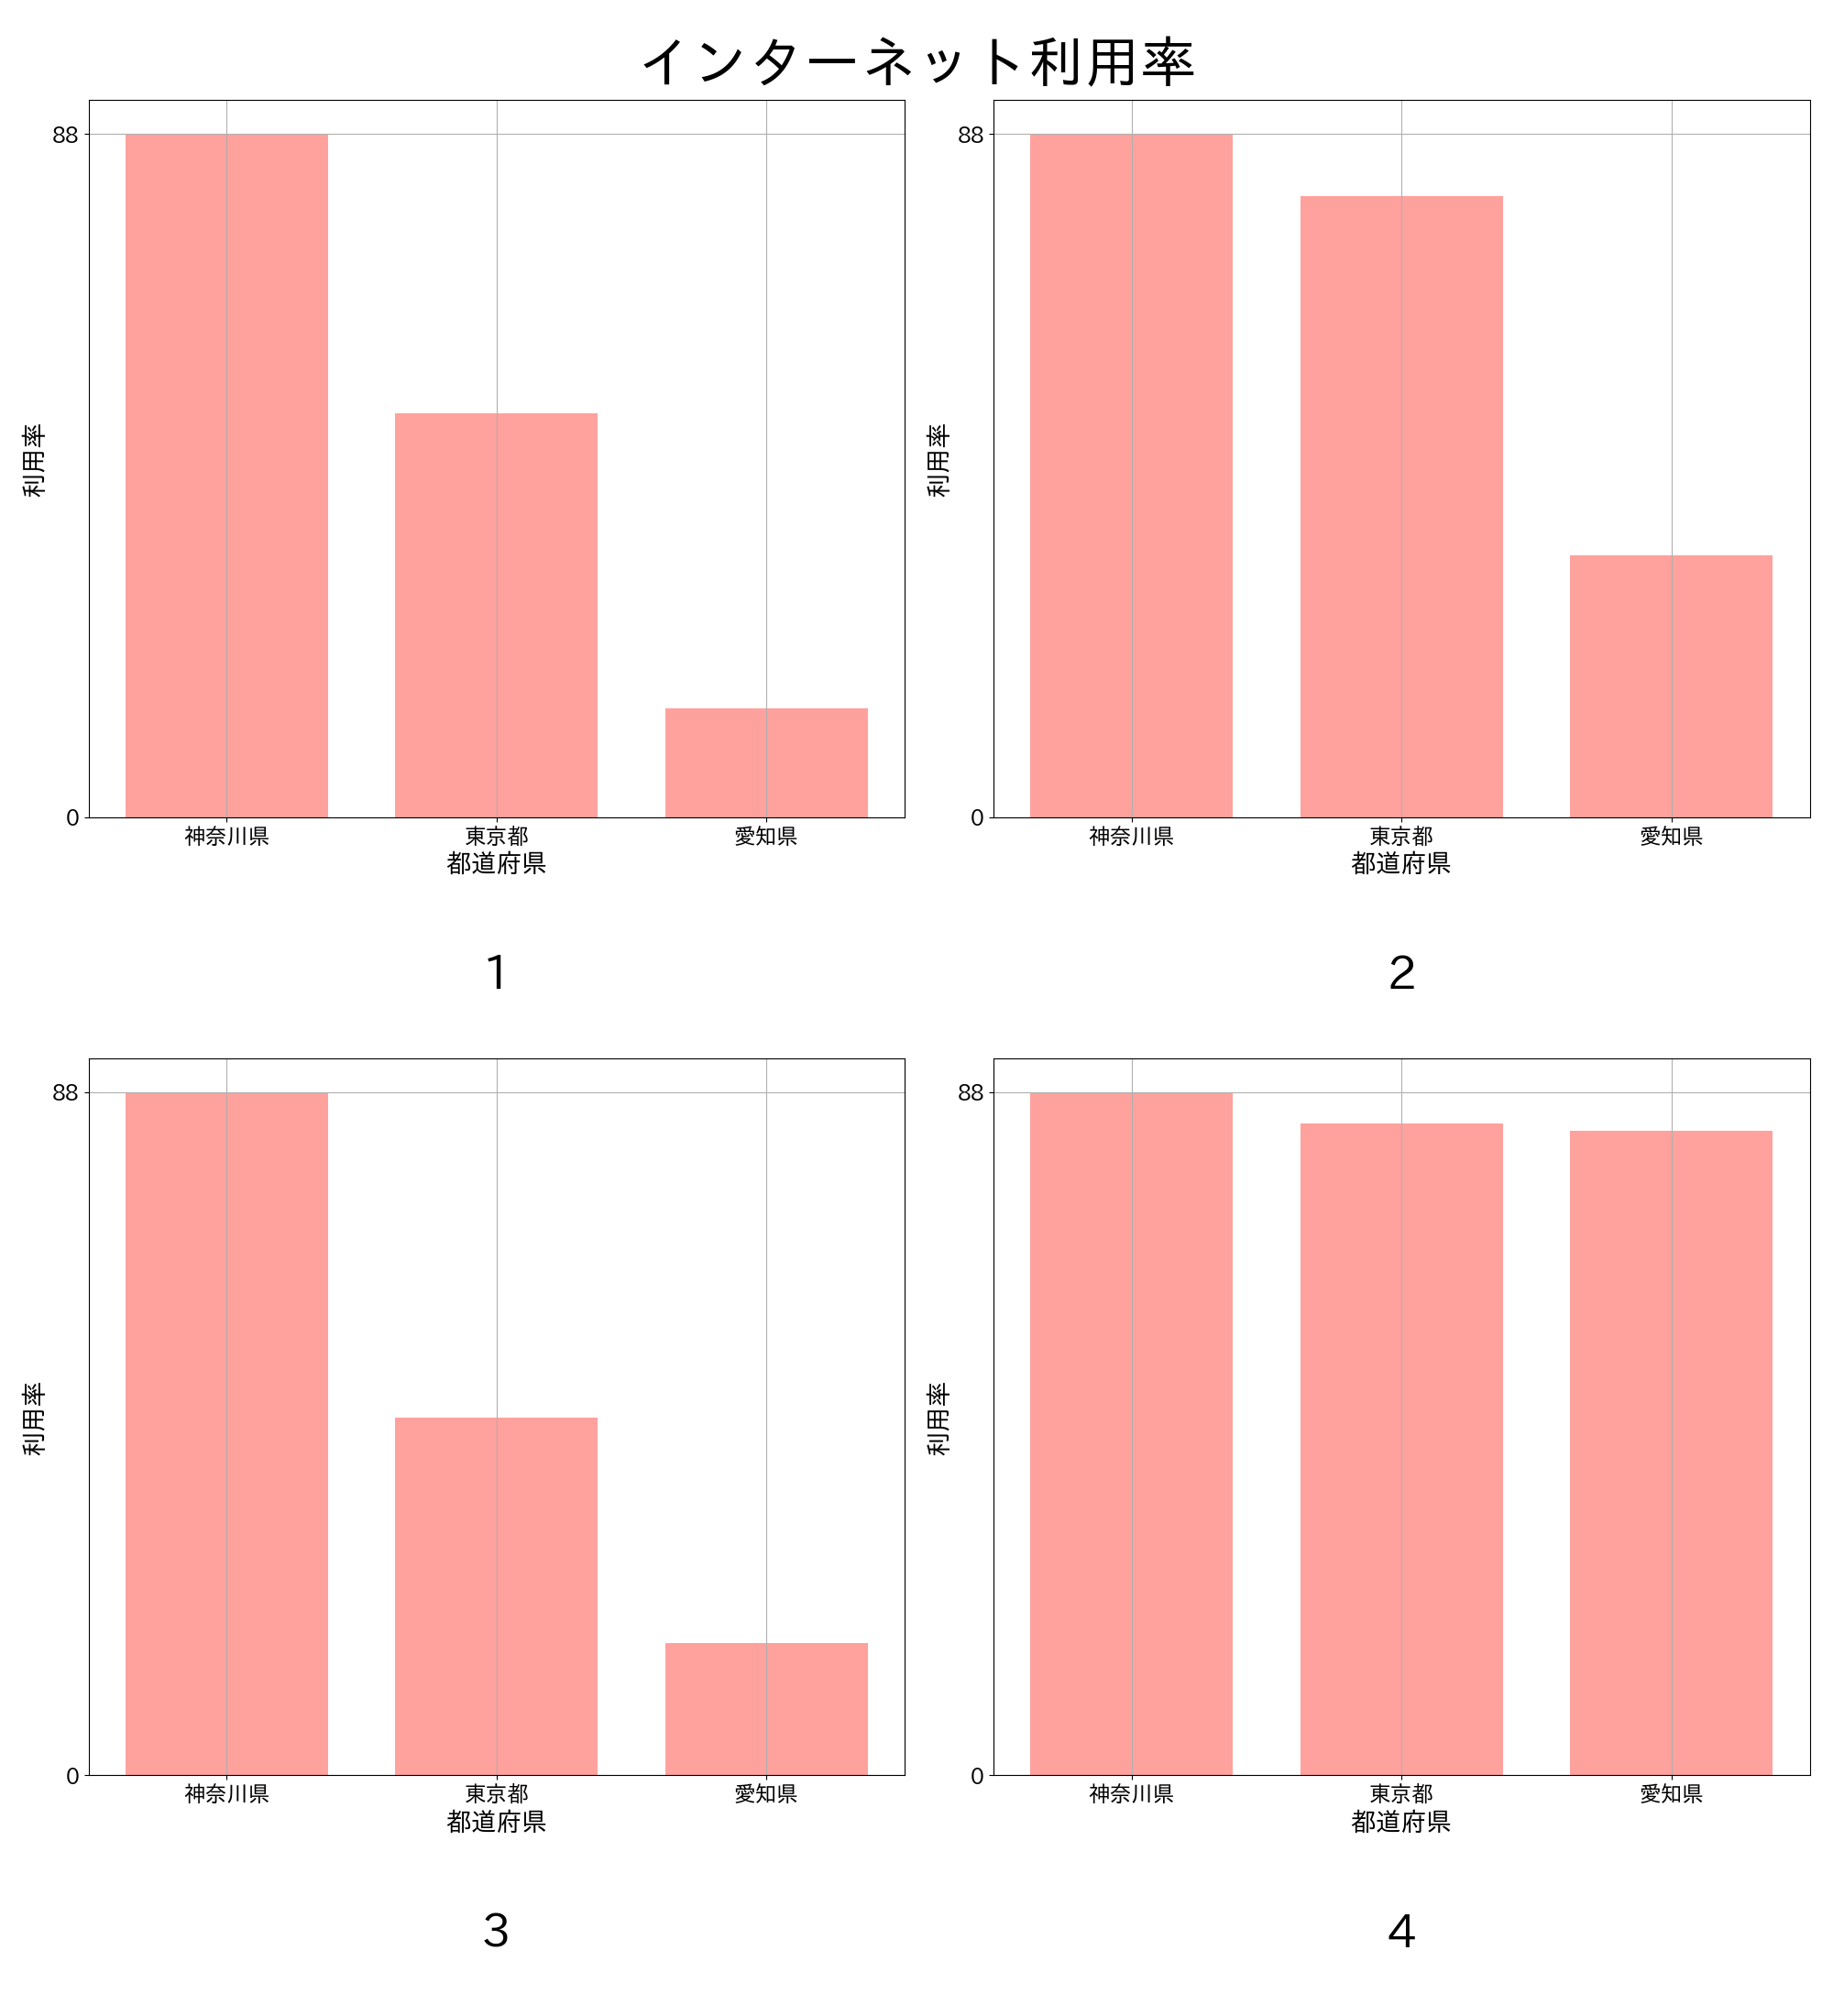 インターネット利用率
88
0
利用率
神奈川県 東京都 愛知県
都道府県
1
88
0
利用率
神奈川県 東京都 愛知県
都道府県
2
88
0
利用率
神奈川県 東京都 愛知県
都道府県
3
88
0
利用率
神奈川県 東京都 愛知県
都道府県
4